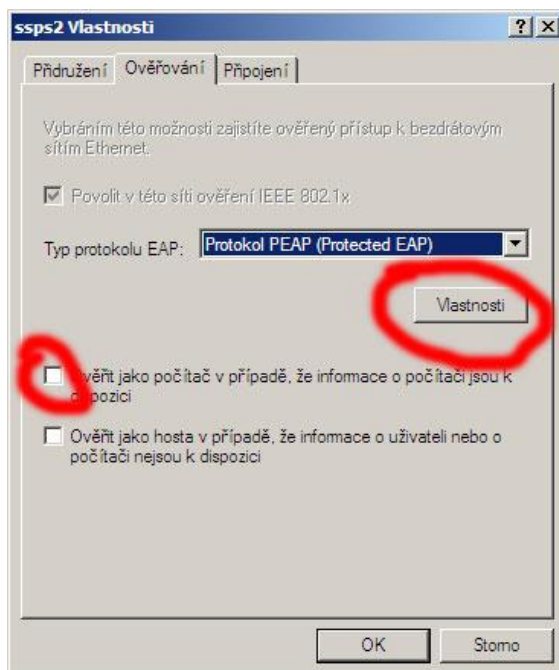 ssps2 Vlastnosti
Přidružení
Ověřování
Připojení
Vybráním této možnosti zajistíte ověřený přístup k bezdrátovým
sítím Ethernet.
Povolit v této síti ověření IEEE 802.1x
Typ protokolu EAP:
Protokol PEAP (Protected EAP)
Vlastnosti
Ověřit jako počítač v případě, že informace o počítači jsou k
dispozici
Ověřit jako hosta v případě, že informace o uživateli nebo o
počítači nejsou k dispozici
OK
Storno